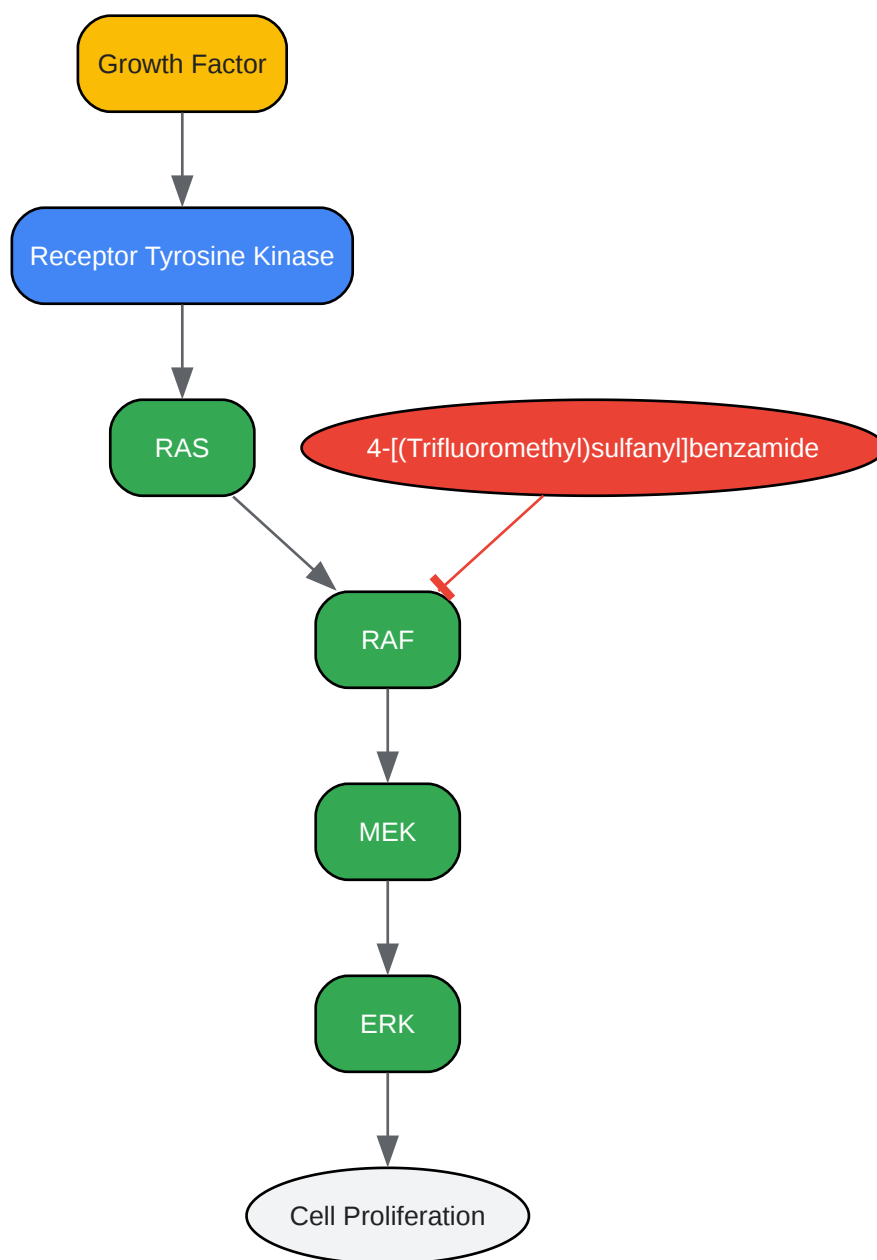 Growth Factor
Receptor Tyrosine Kinase
RAS
4-[(Trifluoromethyl)sulfanyl]benzamide
RAF
MEK
ERK
Cell Proliferation